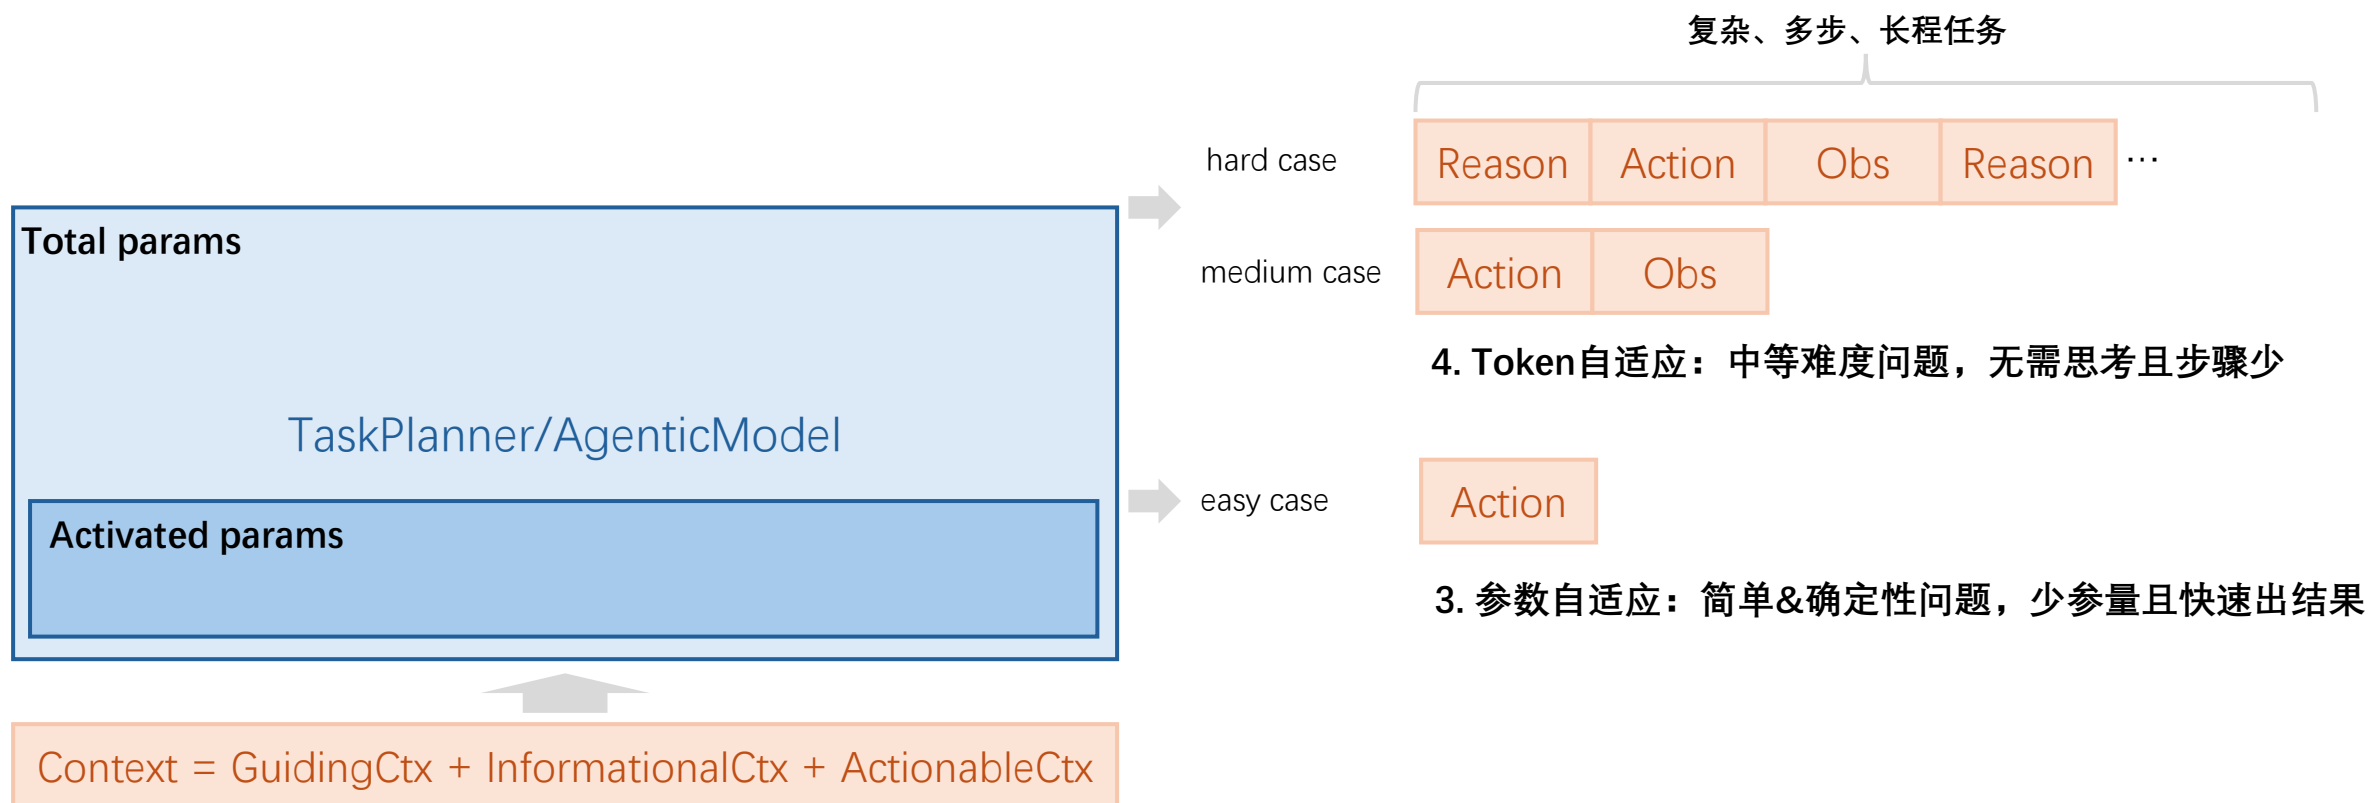 复杂、多步、长程任务
hard case
Reason Action Obs Reason ...
Total params
medium case
Action Obs
4. Token自适应：中等难度问题，无需思考且步骤少
TaskPlanner/AgenticModel
easy case
Action
Activated params
3. 参数自适应：简单&确定性问题，少参量且快速出结果
Context = GuidingCtx + InformationalCtx + ActionableCtx